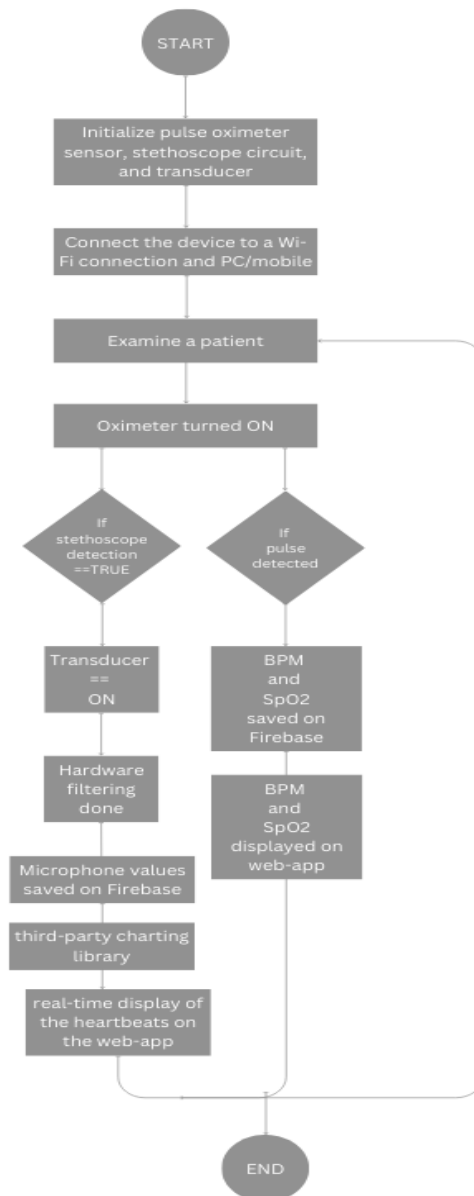 START
Initialize pulse oximeter
sensor, stethoscope circuit,
and transducer
Connect the device to a Wi-
Fi connection and PC/mobile
Examine a patient
Oximeter turned ON
If
stethoscope
detection
==TRUE
If
pulse
detected
Transducer
==
ON
BPM
and
SpO2
saved on
Firebase
Hardware
filtering
done
BPM
and
SpO2
displayed on
web-app
Microphone values
saved on Firebase
third-party charting
library
real-time display of
the heartbeats on
the web-app
END